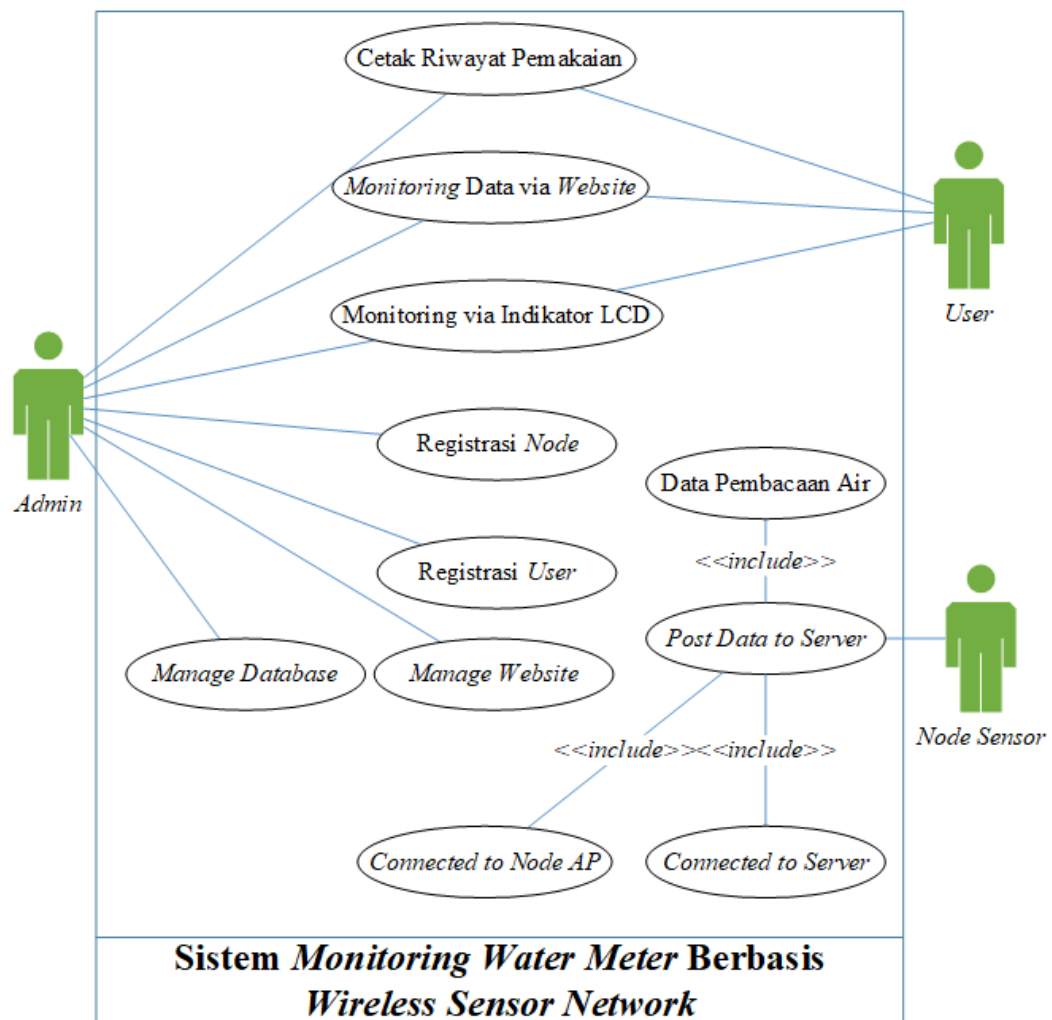 Cetak Riwayat Pemakaian
Monitoring Data via Website
User
Monitoring via Indikator LCD
Admin
Registrasi Node
Data Pembacaan Air
<<include>>
Registrasi User
Post Data to Server
Manage Database
Manage Website
Node Sensor
<<include>>
<<include>>
Connected to Node AP
Connected to Server
Sistem Monitoring Water Meter Berbasis
Wireless Sensor Network